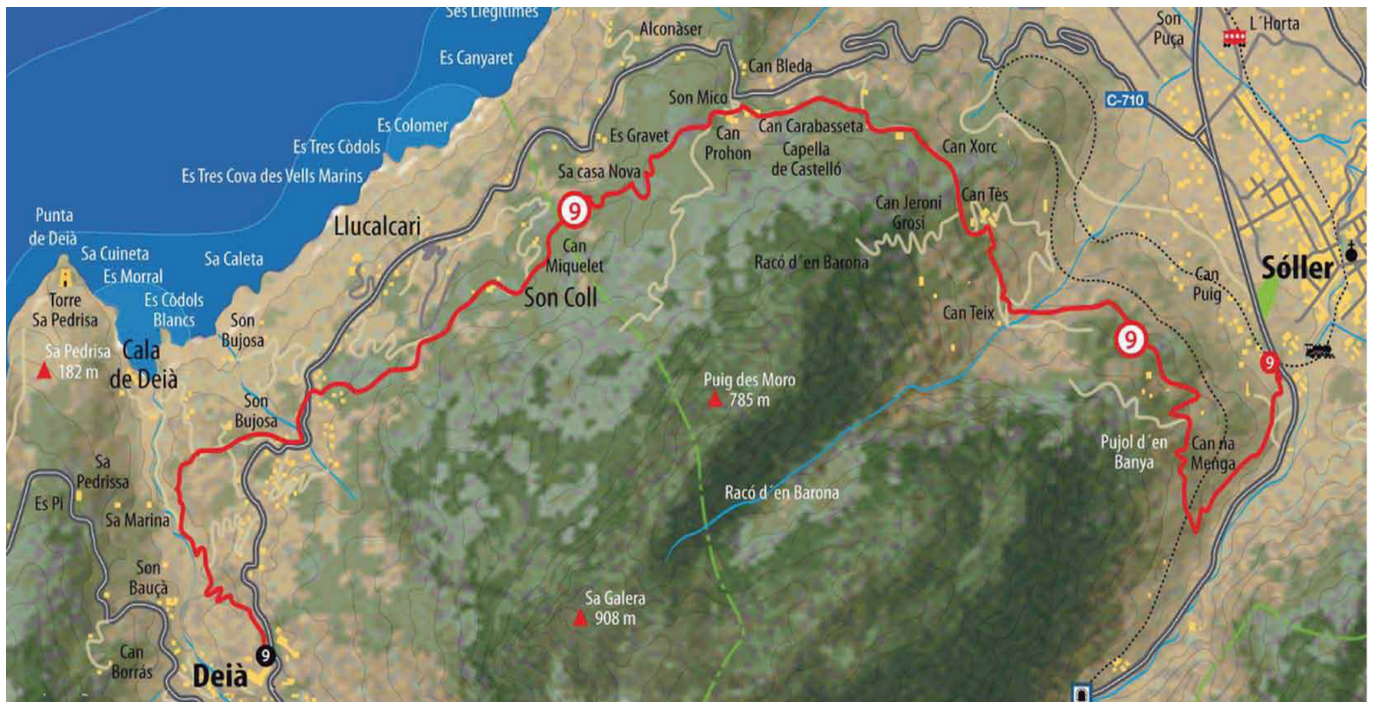 Ses Llegitimes
Alconàser
Son
Puça
L´Horta
Es Canyaret
Can Bleda
Son Mico
C-710
Es Colomer
Es Gravet
Can
Prohon
Can Carabasseta
Capella
de Castelló
Can Xorc
Es Tres Còdols
Es Tres Cova des Vells Marins
Sa casa Nova
Can Jeroni
Grosi
Can Tès
9
Punta
de Deià
Llucalcari
Sa Cuineta
Es Morral
Sa Caleta
Can
Miquelet
Racó d´en Barona
Sóller
Can
Puig
Torre
Sa Pedrisa
Es Còdols
Blancs
Son Coll
Son
Bujosa
Can Teix
9
Sa Pedrisa
182 m
Cala
de Deià
9
Puig des Moro
785 m
Son
Bujosa
Pujol d´en
Banya
Can na
Menga
Sa
Pedrissa
Es Pi
Sa Marina
Racó d´en Barona
Son
Bauçà
Sa Galera
908 m
Can
Borrás
9
Deià